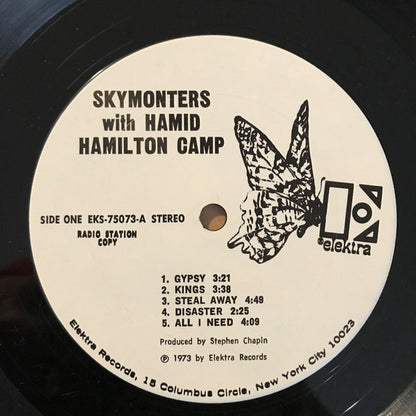 SKYMONTERS
with HAMID
HAMILTON CAMP
SIDE ONE EKS-75073-A STEREO
RADIO STATION
COPY
elektra
1. GYPSY 3:21
2. KINGS 3:38
3. STEAL AWAY 4:49
4. DISASTER 2:25
5. ALL I NEED 4:09
Produced by Stephen Chapin
℗ 1973 by Elektra Records
Elektra Records, 15 Columbus Circle, New York City 10023